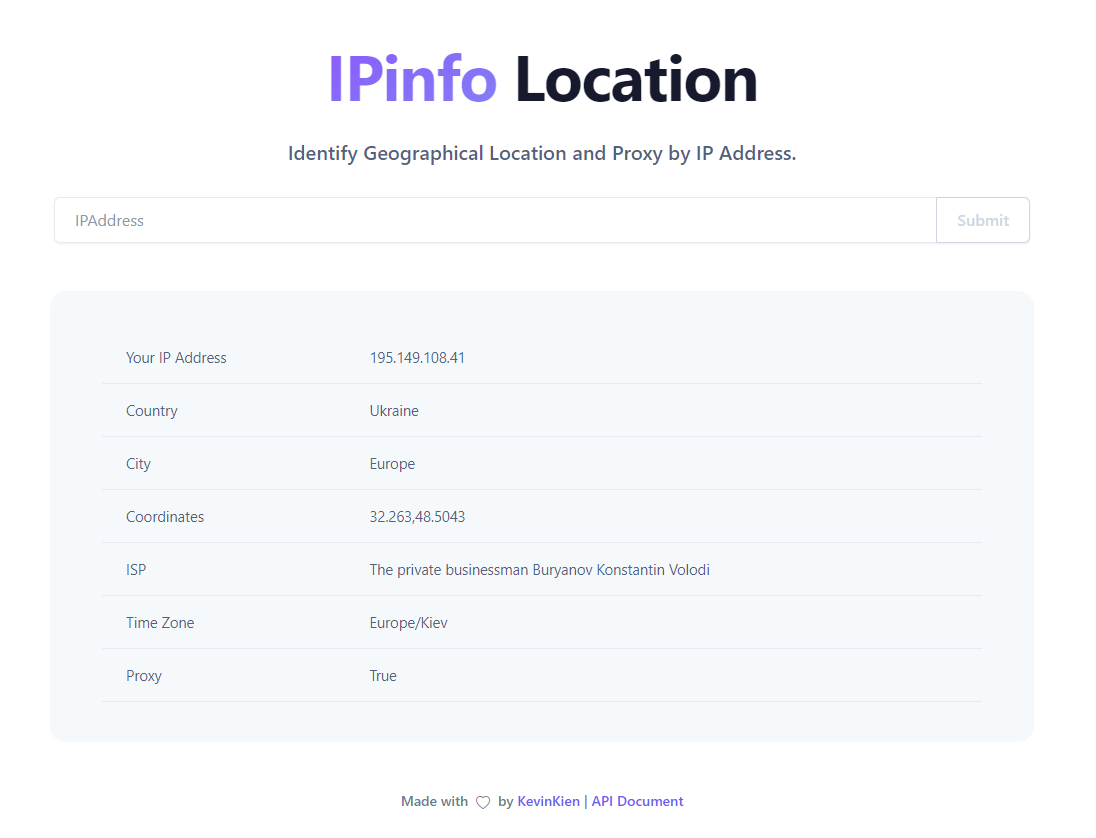 IPinfo Location
Identify Geographical Location and Proxy by IP Address.
IPAddress Submit
Your IP Address 195.149.108.41
Country Ukraine
City Europe
Coordinates 32.263,48.5043
ISP The private businessman Buryanov Konstantin Volodi
Time Zone Europe/Kiev
Proxy True
Made with ♡ by KevinKien | API Document